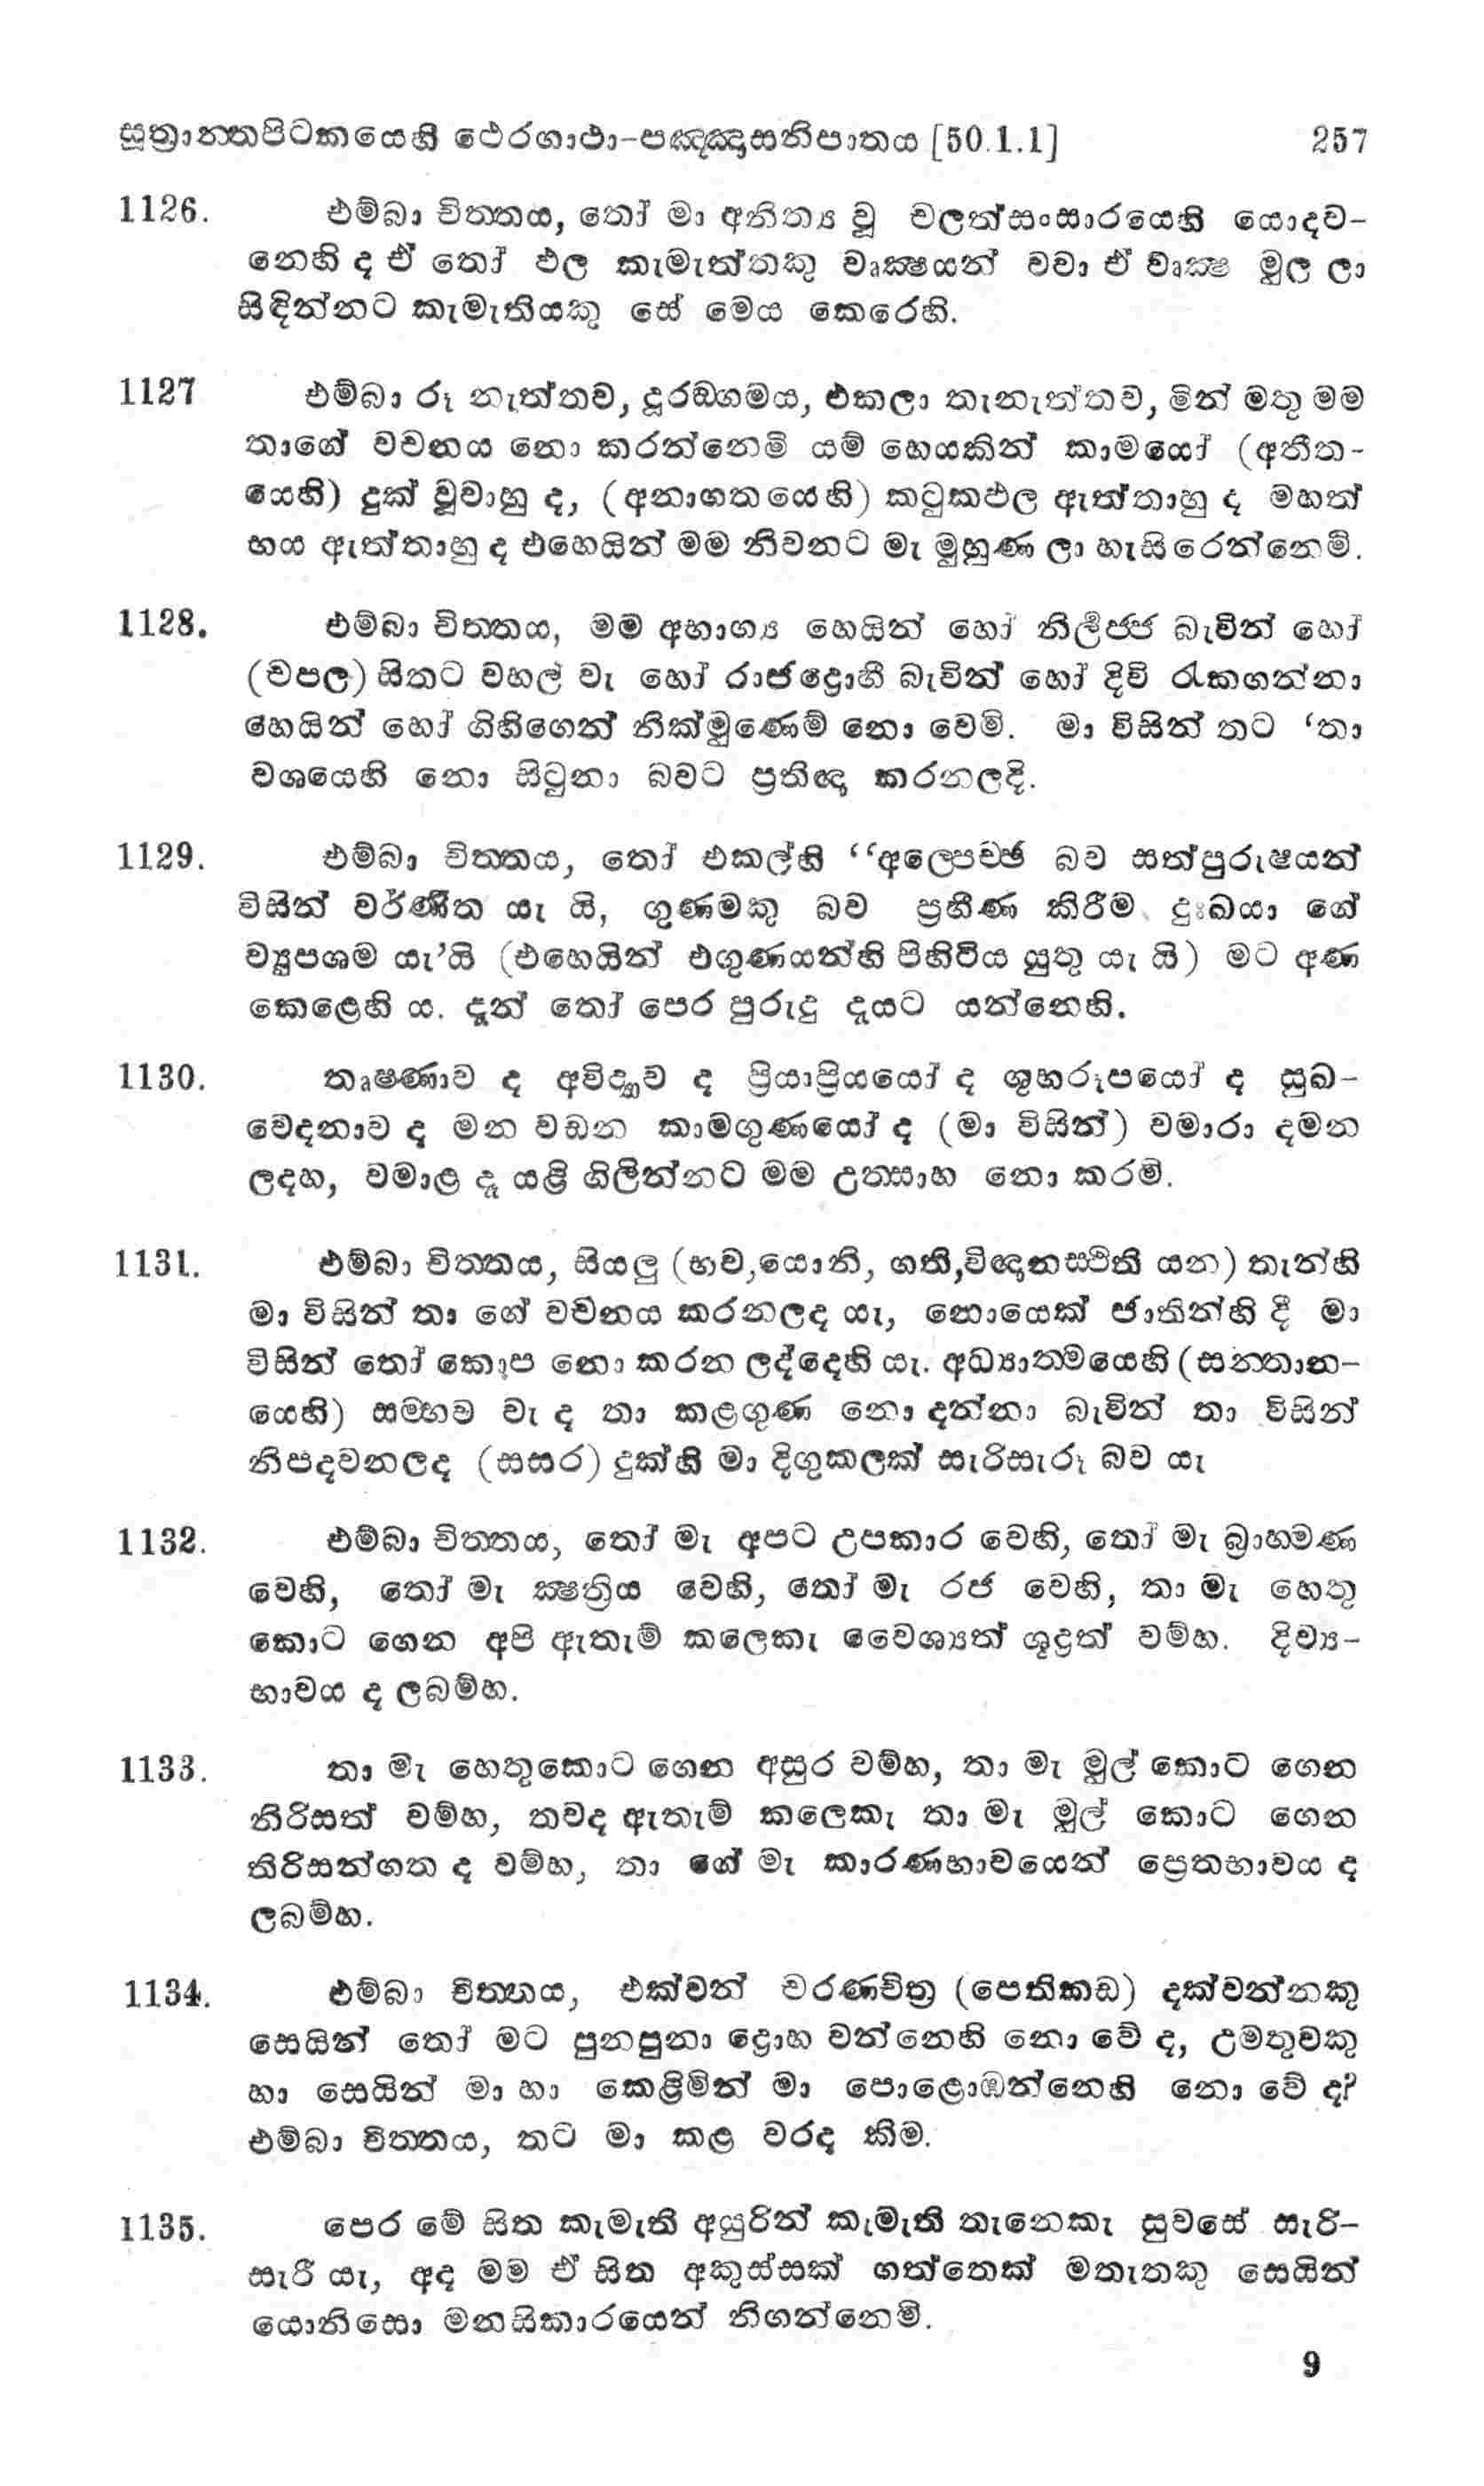 සූත්‍රාන්තපිටකයෙහි ථෙරගාථා-පඤ්ඤාසනිපාතය [50.1.1] 257
1126. එම්බා චිත්තය, තෝ මා අනිත්‍ය වූ චලත්සංසාරයෙහි යොදව-
නෙහි ද ඒ තෝ ඵල කැමැත්තකු වෘක්‍ෂයන් වවා ඒ වෘක්‍ෂ මුල ලා
සිඳින්නට කැමැතියකු සේ මෙය කෙරෙහි.
1127 එම්බා රූ නැත්තව, දූරඞ්ගමය, එකලා තැනැත්තව, මින් මතු මම
තාගේ වචනය නො කරන්නෙමි යම් හෙයකින් කාමයෝ (අතීත-
යෙහි) දුක් වූවාහු ද, (අනාගතයෙහි) කටුකඵල ඇත්තාහු ද මහත්
භය ඇත්තාහු ද එහෙයින් මම නිවනට මැ මුහුණ ලා හැසිරෙන්නෙමි.
1128. එම්බා චිත්තය, මම අභාග්‍ය හෙයින් හෝ නිර්ලජ්ජ බැවින් හෝ
(චපල) සිතට වහල් වැ හෝ රාජද්‍රොහී බැවින් හෝ දිවි රැකගන්නා
හෙයින් හෝ ගිහිගෙන් නික්මුණෙම් නො වෙමි. මා විසින් තට ‘තා
වශයෙහි නො සිටුනා බවට ප්‍රතිඥා කරනලදි.
1129. එම්බා චිත්තය, තෝ එකල්හි “අල්පෙච්ඡ බව සත්පුරුෂයන්
විසින් වර්ණිත යැ යි, ගුණමකු බව ප්‍රහීණ කිරීම, දුඃඛයා ගේ
ව්‍යුපශම යැ’යි (එහෙයින් එගුණයන්හි පිහිටිය යුතු යැ යි) මට අණ
කෙළෙහි ය. දැන් තෝ පෙර පුරුදු දැයට යන්නෙහි.
1130. තෘෂ්ණාව ද අවිද්‍යාව ද ප්‍රියාප්‍රියයෝ ද ශුභරූපයෝ ද සුඛ-
වෙදනාව ද මන වඩන කාමගුණයෝ ද (මා විසින්) වමාරා දමන
ලදහ, වමාළ දෑ යළි ගිලින්නට මම උත්සාහ නො කරමි.
1131. එම්බා චිත්තය, සියලු (භව,යොනි, ගති,විඥානස්ථිති යන) තැන්හි
මා විසින් තා ගේ වචනය කරනලද යැ, නොයෙක් ජාතින්හි දී මා
විසින් තෝ කොප නො කරන ලද්දෙහි යැ. අධ්‍යාත්මයෙහි (සන්තාන-
යෙහි) සම්භව වැ ද තා කළගුණ නො දන්නා බැවින් තා විසින්
නිපදවනලද (සසර) දුක්හි මා දිගුකලක් සැරිසැරූ බව යැ
1132. එම්බා චිත්තය, තෝ මැ අපට උපකාර වෙහි, තෝ මැ බ්‍රාහ්මණ
වෙහි, තෝ මැ ක්‍ෂත්‍රිය වෙහි, තෝ මැ රජ වෙහි, තා මැ හෙතු
කොට ගෙන අපි ඇතැම් කලෙකැ වෛශ්‍යත් ශූද්‍රත් වම්හ. දිව්‍ය-
භාවය ද ලබම්හ.
1133. තා මැ හෙතුකොට ගෙන අසුර වම්හ, තා මැ මුල් කොට ගෙන
නිරිසත් වම්හ, තවද ඇතැම් කලෙකැ තා මැ මුල් කොට ගෙන
තිරිසන්ගත ද වම්හ, තා ගේ මැ කාරණභාවයෙන් ප්‍රෙතභාවය ද
ලබම්හ.
1134. එම්බා චිත්තය, එක්වන් චරණචිත්‍ර (පෙතිකඩ) දක්වන්නකු
සෙයින් තෝ මට පුනපුනා ද්‍රොහ වන්නෙහි නො වේ ද, උමතුවකු
හා සෙයින් මා හා කෙළිමින් මා පොළොඹන්නෙහි නො වේ ද?
එම්බා චිත්තය, තට මා කළ වරද කිම.
1135. පෙර මේ සිත කැමැති අයුරින් කැමැති තැනෙකැ සුවසේ සැරි-
සැරී යැ, අද මම ඒ සිත අකුස්සක් ගත්තෙක් මතැතකු සෙයින්
යොනිසො මනසිකාරයෙන් නිගන්නෙමි.
9